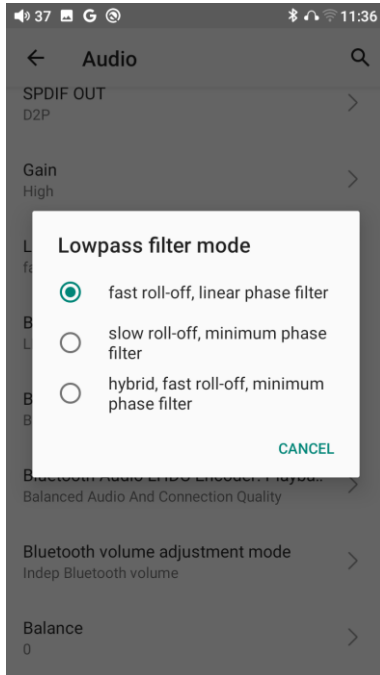 37 G 11:36
Audio
SPDIF OUT
D2P
Gain
High
Lowpass filter mode
fast roll-off, linear phase filter
slow roll-off, minimum phase
filter
hybrid, fast roll-off, minimum
phase filter
CANCEL
Balanced Audio And Connection Quality
Bluetooth volume adjustment mode
Indep Bluetooth volume
Balance
0